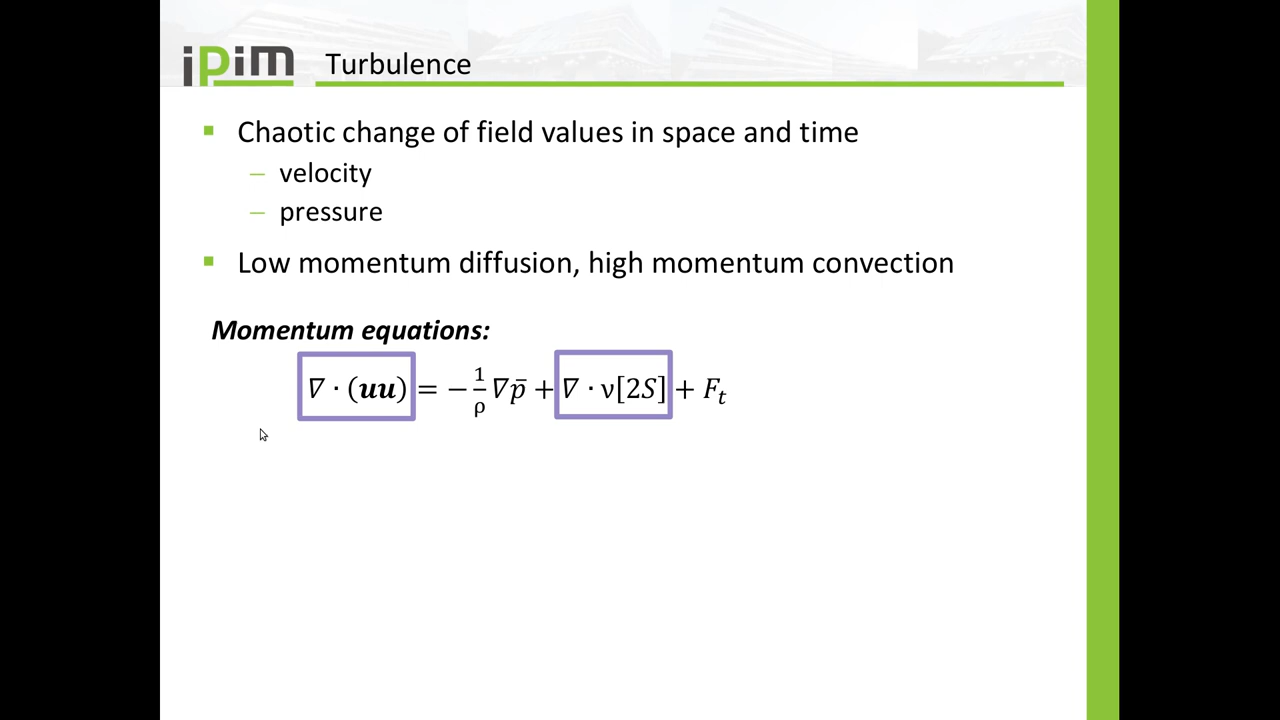 iPim
Turbulence
▪ Chaotic change of field values in space and time
– velocity
– pressure
▪ Low momentum diffusion, high momentum convection
Momentum equations:
∇ · (𝒖𝒖) = − 1/ρ ∇p̄ + ∇ · ν[2S] + Fₜ